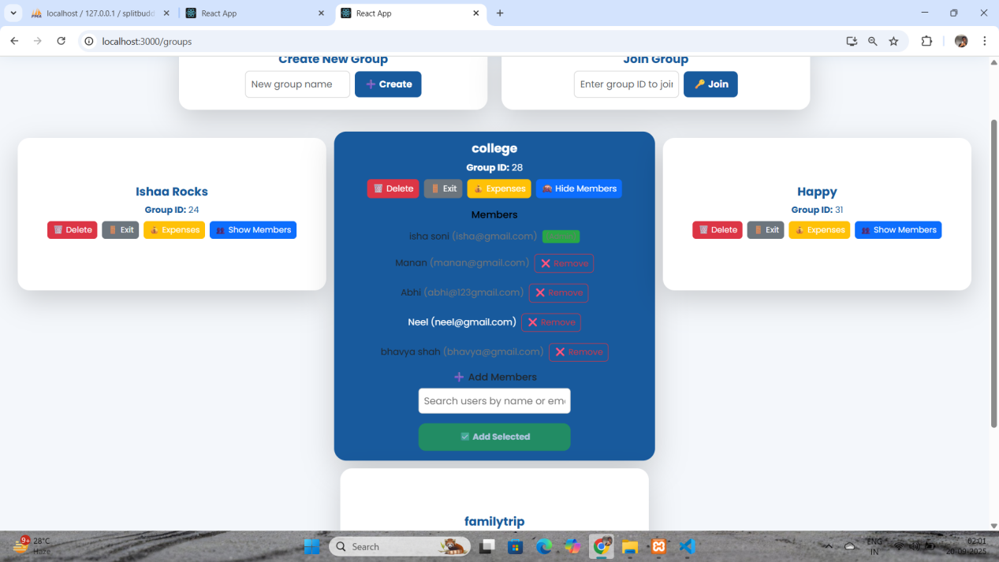 localhost / 127.0.0.1 / splitbudd
React App
React App
localhost:3000/groups
Create New Group
Join Group
New group name
Create
Enter group ID to join
Join
Ishaa Rocks
Group ID: 24
Delete
Exit
Expenses
Show Members
college
Group ID: 28
Delete
Exit
Expenses
Hide Members
Members
isha soni (isha@gmail.com)
Manan (manan@gmail.com) Remove
Abhi (abhi@123gmail.com) Remove
Neel (neel@gmail.com) Remove
bhavya shah (bhavya@gmail.com) Remove
Add Members
Search users by name or em
Add Selected
Happy
Group ID: 31
Delete
Exit
Expenses
Show Members
familytrip
9+
28°C
Haze
Search
ENG
IN
02:01
20-09-2025